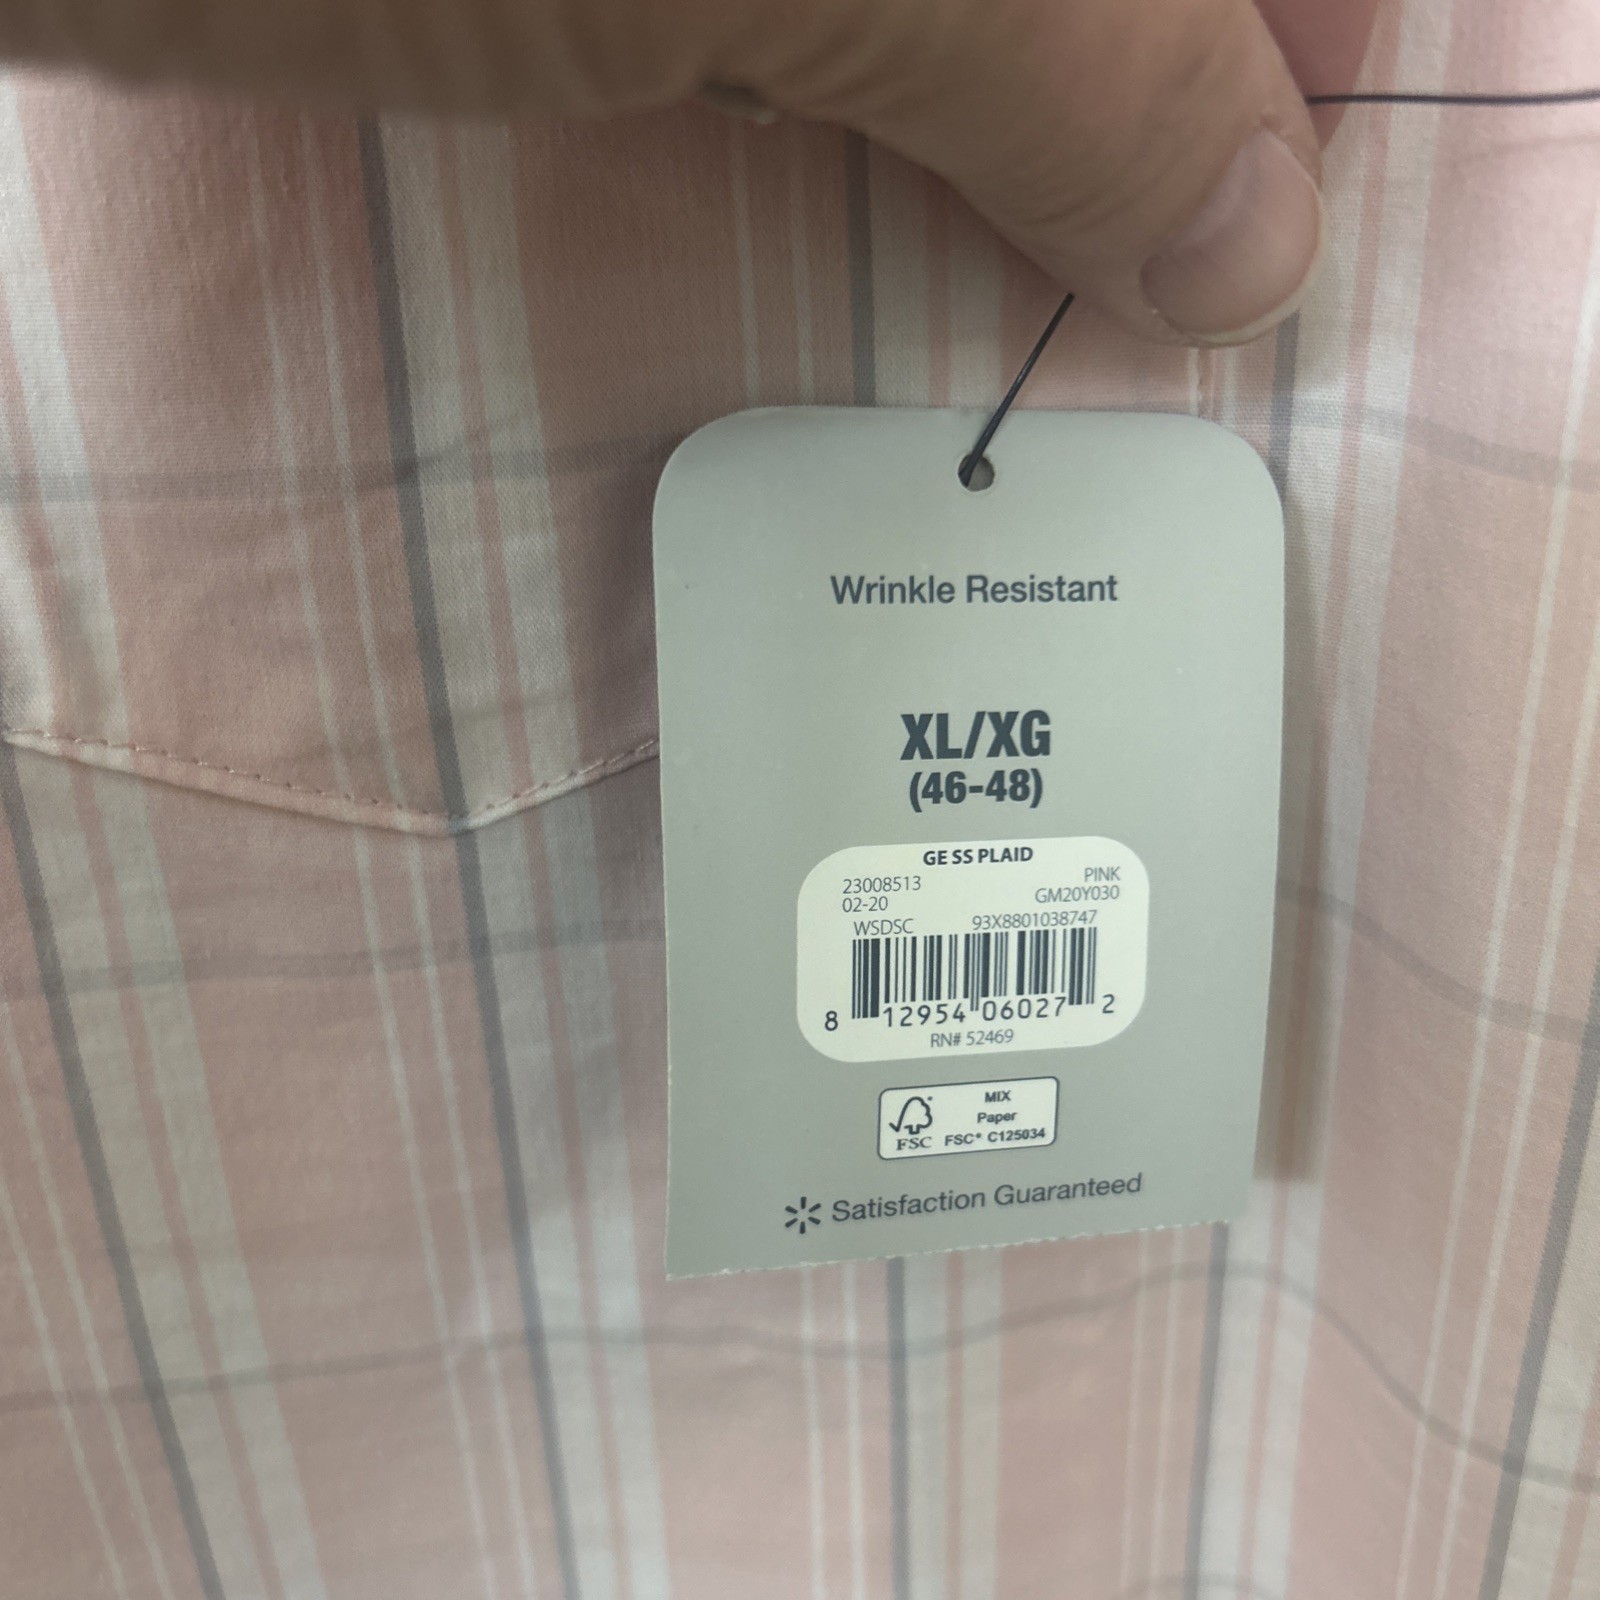 Wrinkle Resistant
XL/XG
(46-48)
GE SS PLAID
23008513 PINK
02-20 GM20Y030
WSDSC 93X8801038747
8 12954 06027 2
RN# 52469
MIX
Paper
FSC FSC® C125034
Satisfaction Guaranteed